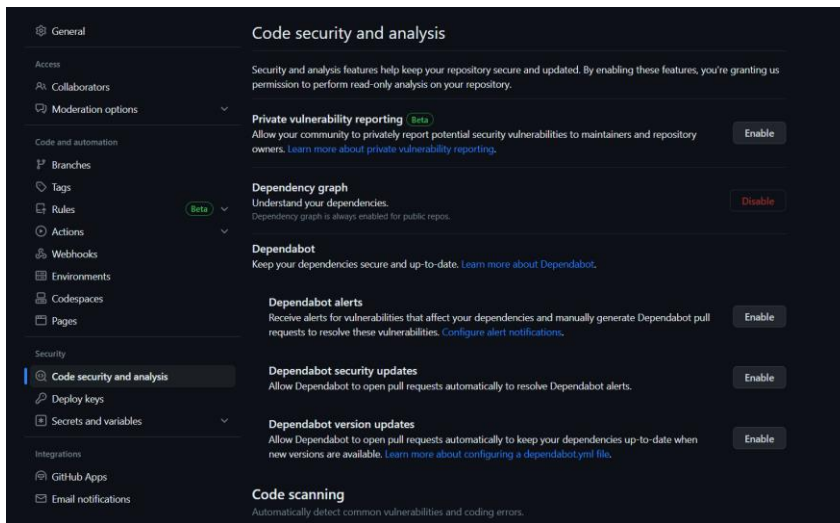 General
Access
Collaborators
Moderation options
Code and automation
Branches
Tags
Rules Beta
Actions
Webhooks
Environments
Codespaces
Pages
Security
Code security and analysis
Deploy keys
Secrets and variables
Integrations
GitHub Apps
Email notifications
Code security and analysis
Security and analysis features help keep your repository secure and updated. By enabling these features, you're granting us
permission to perform read-only analysis on your repository.
Private vulnerability reporting Beta
Allow your community to privately report potential security vulnerabilities to maintainers and repository
owners. Learn more about private vulnerability reporting.
Enable
Dependency graph
Understand your dependencies.
Dependency graph is always enabled for public repos.
Disable
Dependabot
Keep your dependencies secure and up-to-date. Learn more about Dependabot.
Dependabot alerts
Receive alerts for vulnerabilities that affect your dependencies and manually generate Dependabot pull
requests to resolve these vulnerabilities. Configure alert notifications.
Enable
Dependabot security updates
Allow Dependabot to open pull requests automatically to resolve Dependabot alerts.
Enable
Dependabot version updates
Allow Dependabot to open pull requests automatically to keep your dependencies up-to-date when
new versions are available. Learn more about configuring a dependabot.yml file.
Enable
Code scanning
Automatically detect common vulnerabilities and coding errors.